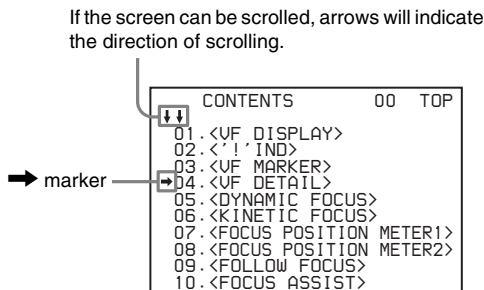 If the screen can be scrolled, arrows will indicate
the direction of scrolling.
CONTENTS 00 TOP
↓↓
01.<VF DISPLAY>
02.<'!'IND>
03.<VF MARKER>
➡ marker
→04.<VF DETAIL>
05.<DYNAMIC FOCUS>
06.<KINETIC FOCUS>
07.<FOCUS POSITION METER1>
08.<FOCUS POSITION METER2>
09.<FOLLOW FOCUS>
10.<FOCUS ASSIST>